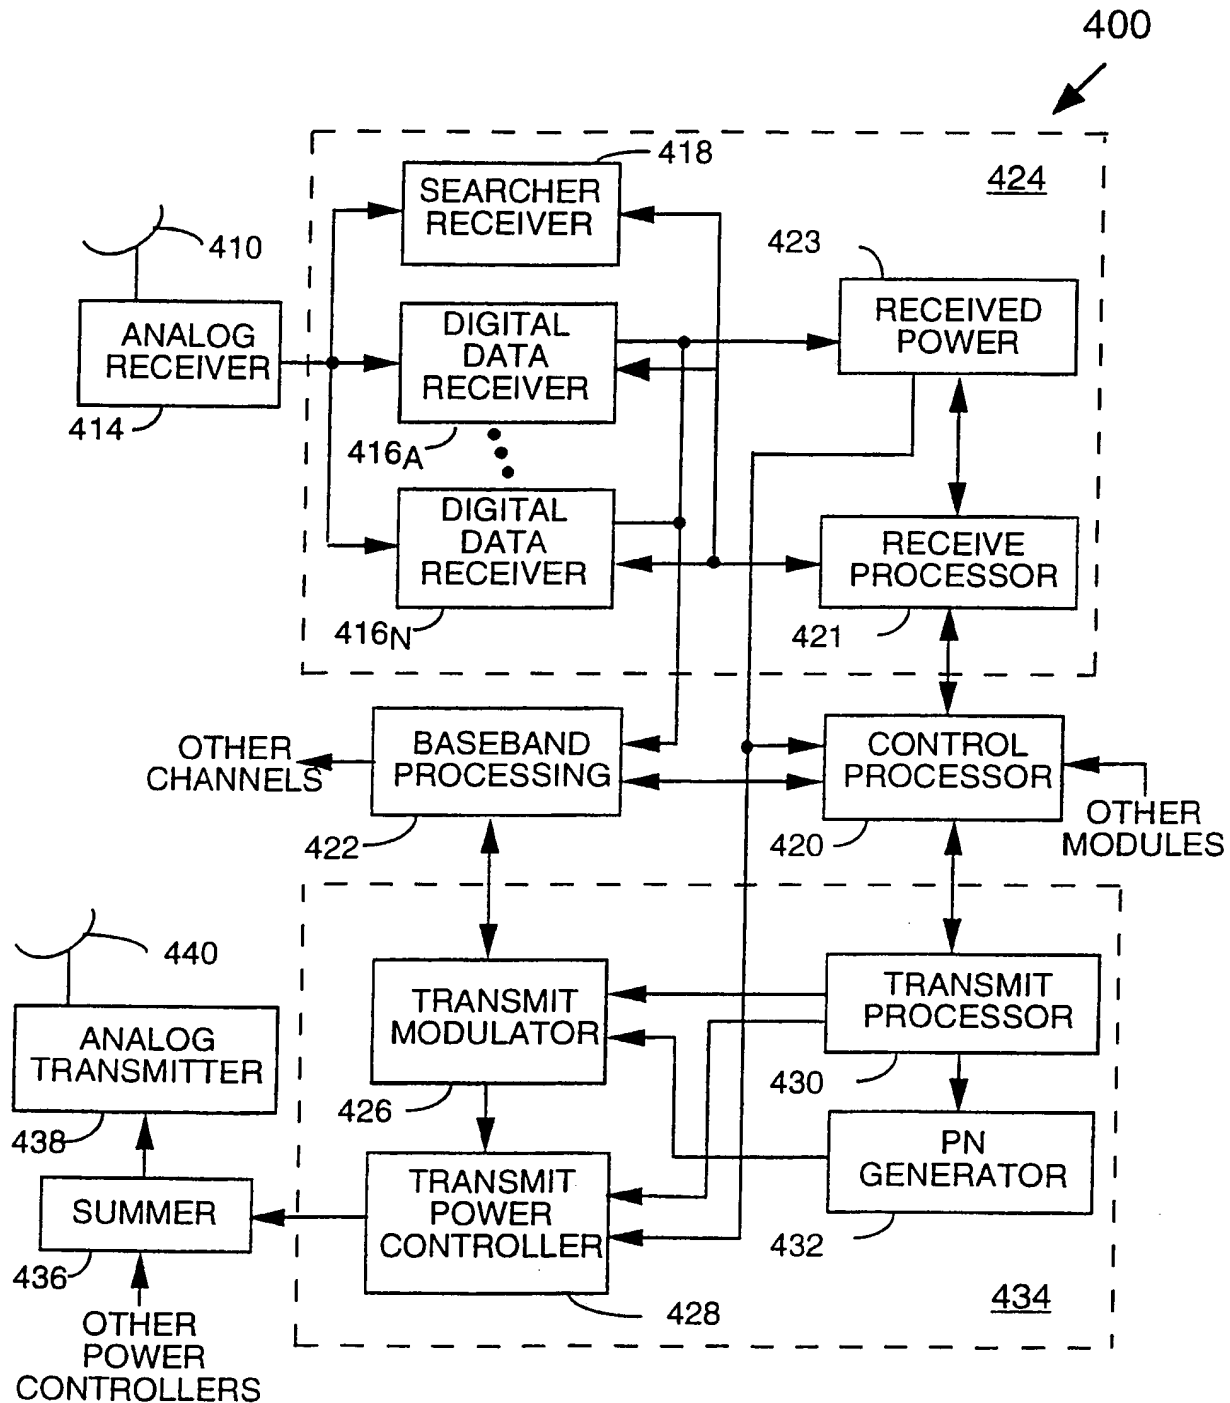 400
418
SEARCHER
RECEIVER
424
410
423
ANALOG
RECEIVER
414
DIGITAL
DATA
RECEIVER
RECEIVED
POWER
416A
DIGITAL
DATA
RECEIVER
RECEIVE
PROCESSOR
416N
421
OTHER
CHANNELS
BASEBAND
PROCESSING
CONTROL
PROCESSOR
422
420
OTHER
MODULES
440
ANALOG
TRANSMITTER
TRANSMIT
MODULATOR
TRANSMIT
PROCESSOR
438
426
430
PN
GENERATOR
SUMMER
TRANSMIT
POWER
CONTROLLER
436
432
428
434
OTHER
POWER
CONTROLLERS